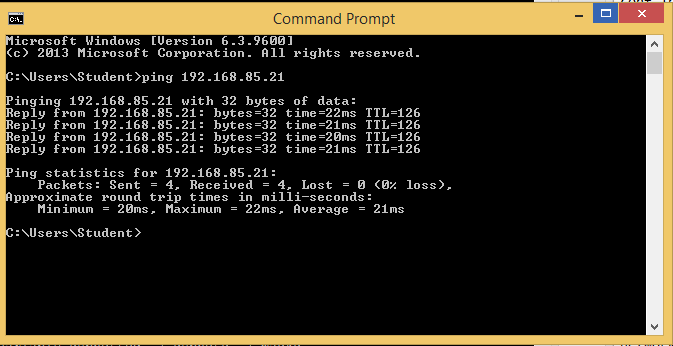 Command Prompt
Microsoft Windows [Version 6.3.9600]
(c) 2013 Microsoft Corporation. All rights reserved.
C:\Users\Student>ping 192.168.85.21
Pinging 192.168.85.21 with 32 bytes of data:
Reply from 192.168.85.21: bytes=32 time=22ms TTL=126
Reply from 192.168.85.21: bytes=32 time=21ms TTL=126
Reply from 192.168.85.21: bytes=32 time=20ms TTL=126
Reply from 192.168.85.21: bytes=32 time=21ms TTL=126
Ping statistics for 192.168.85.21:
    Packets: Sent = 4, Received = 4, Lost = 0 (0% loss),
Approximate round trip times in milli-seconds:
    Minimum = 20ms, Maximum = 22ms, Average = 21ms
C:\Users\Student>